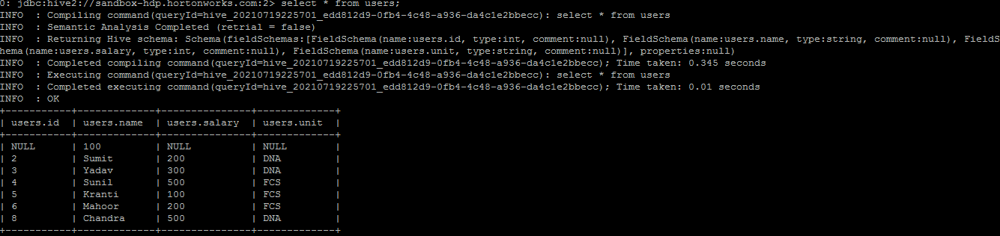 0: jdbc:hive2://sandbox-hdp.hortonworks.com:2> select * from users;
INFO  : Compiling command(queryId=hive_20210719225701_edd812d9-0fb4-4c48-a936-da4c1e2bbecc): select * from users
INFO  : Semantic Analysis Completed (retrial = false)
INFO  : Returning Hive schema: Schema(fieldSchemas:[FieldSchema(name:users.id, type:int, comment:null), FieldSchema(name:users.name, type:string, comment:null), FieldSc
hema(name:users.salary, type:int, comment:null), FieldSchema(name:users.unit, type:string, comment:null)], properties:null)
INFO  : Completed compiling command(queryId=hive_20210719225701_edd812d9-0fb4-4c48-a936-da4c1e2bbecc); Time taken: 0.345 seconds
INFO  : Executing command(queryId=hive_20210719225701_edd812d9-0fb4-4c48-a936-da4c1e2bbecc): select * from users
INFO  : Completed executing command(queryId=hive_20210719225701_edd812d9-0fb4-4c48-a936-da4c1e2bbecc); Time taken: 0.01 seconds
INFO  : OK
+-----------+-------------+---------------+-------------+
| users.id  | users.name  | users.salary  | users.unit  |
+-----------+-------------+---------------+-------------+
| NULL      | 100         | NULL          | NULL        |
| 2         | Sumit       | 200           | DNA         |
| 3         | Yadav       | 300           | DNA         |
| 4         | Sunil       | 500           | FCS         |
| 5         | Kranti      | 100           | FCS         |
| 6         | Mahoor      | 200           | FCS         |
| 8         | Chandra     | 500           | DNA         |
+-----------+-------------+---------------+-------------+